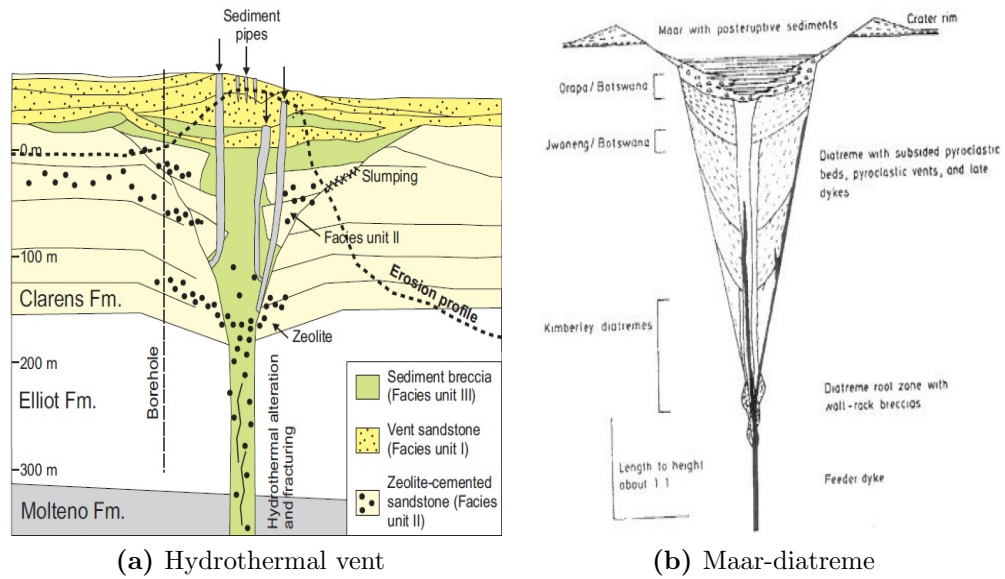 Sediment
pipes
0 m
Slumping
Facies unit II
100 m
Clarens Fm.
Erosion profile
Zeolite
200 m
Borehole
Hydrothermal alteration
and fracturing
Elliot Fm.
300 m
Molteno Fm.
Sediment breccia
(Facies unit III)
Vent sandstone
(Facies unit I)
Zeolite-cemented
sandstone (Facies
unit II)
(a) Hydrothermal vent
Maar with posteruptive sediments
Crater rim
Orapa/Botswana
Jwaneng/Botswana
Diatreme with subsided pyroclastic
beds, pyroclastic vents, and late
dykes
Kimberley diatremes
Diatreme root zone with
wall-rock breccias
Length to height
about 1 1
Feeder dyke
(b) Maar-diatreme